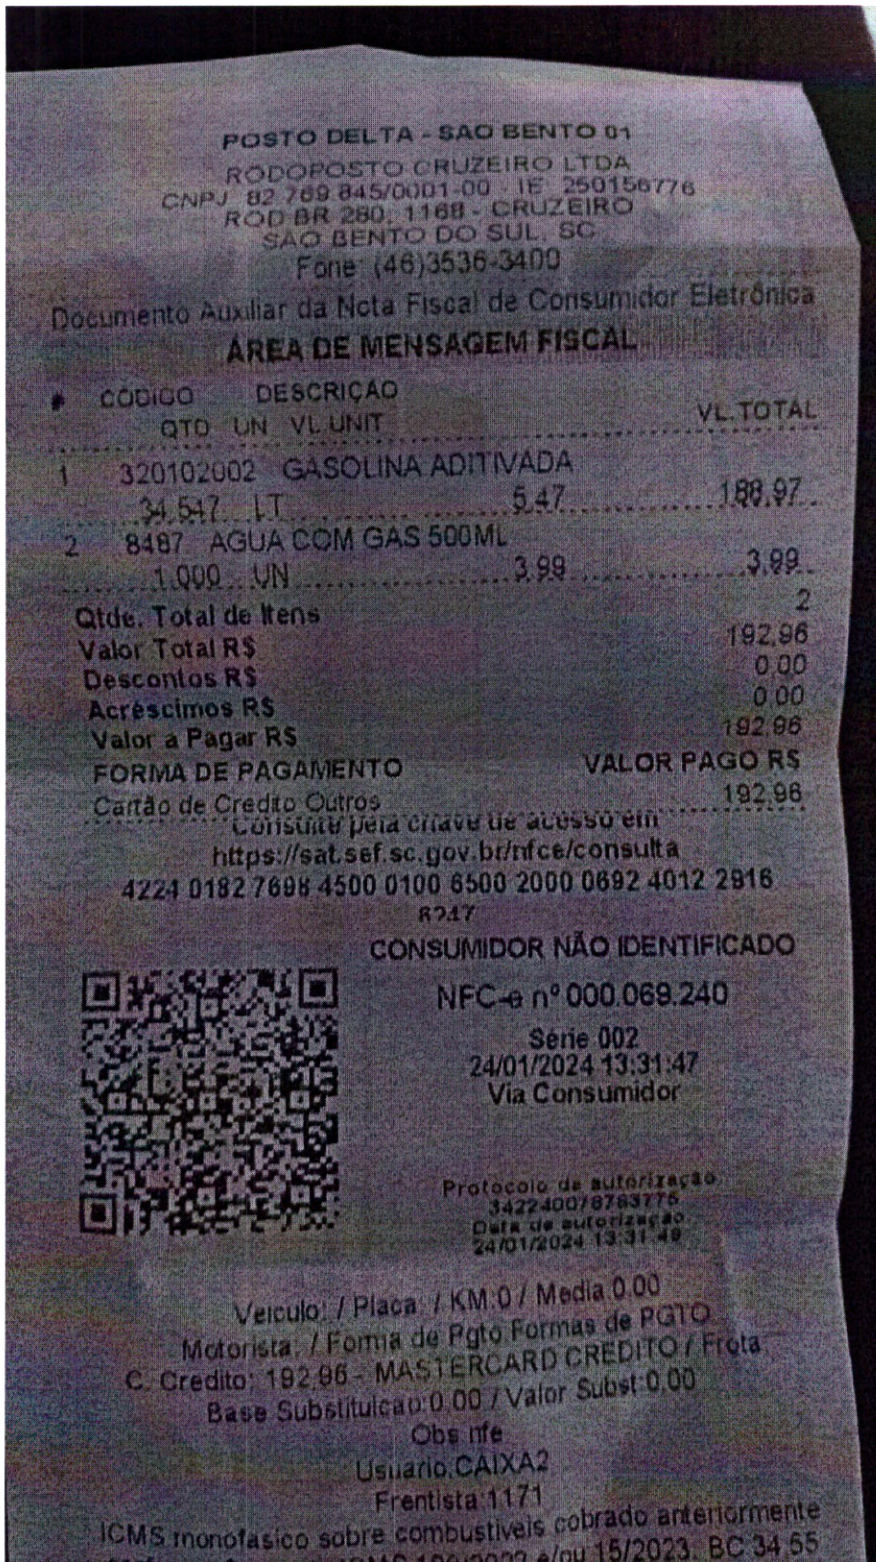 POSTO DELTA - SAO BENTO 01
RODOPOSTO CRUZEIRO LTDA
CNPJ 82.769.845/0001-00 IE: 250156776
ROD BR 280, 1168 - CRUZEIRO
SAO BENTO DO SUL, SC
Fone: (46)3536-3400
Documento Auxiliar da Nota Fiscal de Consumidor Eletrônica
ÁREA DE MENSAGEM FISCAL
# CÓDIGO DESCRIÇÃO
QTD UN VL.UNIT VL.TOTAL
1 320102002 GASOLINA ADITIVADA
34.547 LT 5,47 188,97
2 8487 AGUA COM GAS 500ML
1.000 UN 3,99 3,99
Qtde. Total de Itens 2
Valor Total R$ 192,96
Descontos R$ 0,00
Acréscimos R$ 0,00
Valor a Pagar R$ 192,96
FORMA DE PAGAMENTO VALOR PAGO R$
Cartão de Credito Outros 192,96
Consulte pela chave de acesso em
https://sat.sef.sc.gov.br/nfce/consulta
4224 0182 7698 4500 0100 6500 2000 0692 4012 2916
8247
CONSUMIDOR NÃO IDENTIFICADO
NFC-e nº 000.069.240
Série 002
24/01/2024 13:31:47
Via Consumidor
Protocolo de autorização
Data de autorização
24/01/2024 13:31:49
Veiculo: / Placa: / KM:0 / Media 0.00
Motorista: / Forma de Pgto Formas de PGTO
C. Credito: 192,96 - MASTERCARD CREDITO / Frota
Base Substituicao:0.00 / Valor Subst:0.00
Obs nfe
Usuario:CAIXA2
Frentista:1171
ICMS monofasico sobre combustiveis cobrado anteriormente
e/ou 15/2023. BC:34,55